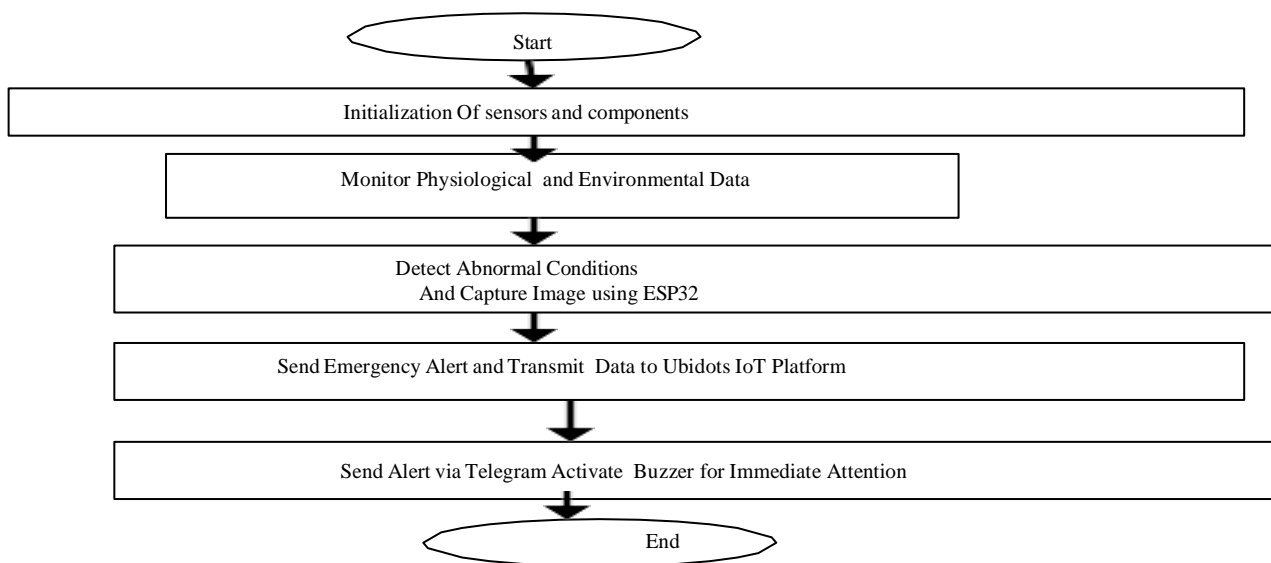 Start
Initialization Of sensors and components
Monitor Physiological and Environmental Data
Detect Abnormal Conditions
And Capture Image using ESP32
Send Emergency Alert and Transmit Data to Ubidots IoT Platform
Send Alert via Telegram Activate Buzzer for Immediate Attention
End